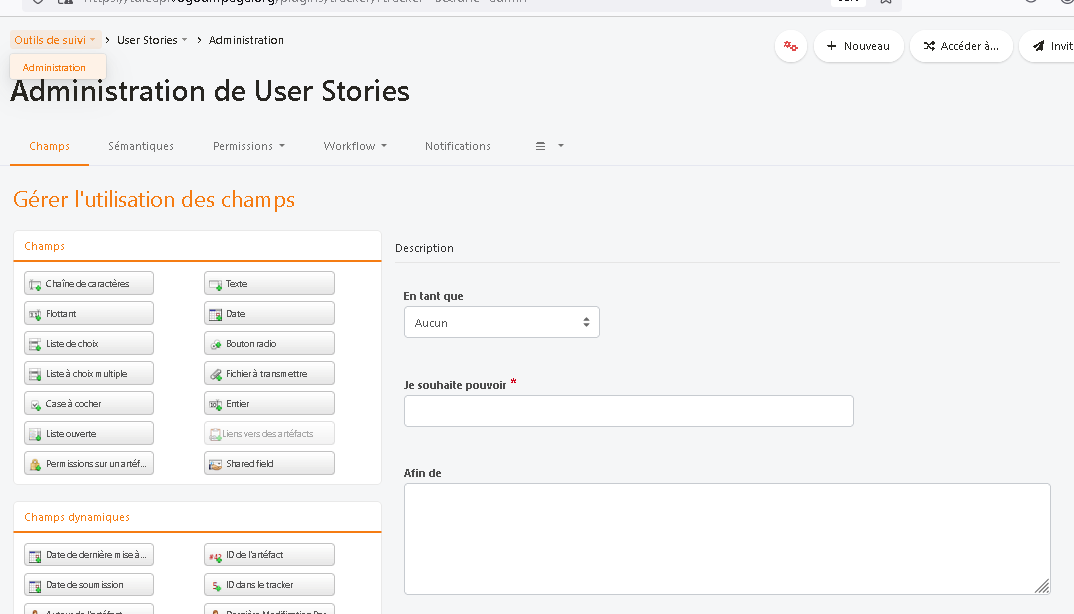 Outils de suivi > User Stories > Administration
Administration
Nouveau
Accéder à...
Invit
Administration de User Stories
Champs Sémantiques Permissions Workflow Notifications
Gérer l'utilisation des champs
Champs
Chaîne de caractères Texte
Flottant Date
Liste de choix Bouton radio
Liste à choix multiple Fichier à transmettre
Case à cocher Entier
Liste ouverte Liens vers des artéfacts
Permissions sur un artéf... Shared field
Champs dynamiques
Date de dernière mise à... ID de l'artéfact
Date de soumission ID dans le tracker
Description
En tant que
Aucun
Je souhaite pouvoir *
Afin de